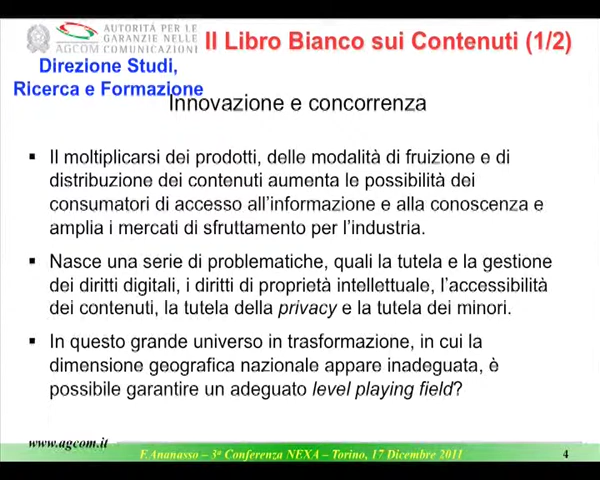 AUTORITÀ PER LE
GARANZIE NELLE
AGCOM COMUNICAZIONI
Il Libro Bianco sui Contenuti (1/2)
Direzione Studi,
Ricerca e Formazione
Innovazione e concorrenza
▪ Il moltiplicarsi dei prodotti, delle modalità di fruizione e di
distribuzione dei contenuti aumenta le possibilità dei
consumatori di accesso all'informazione e alla conoscenza e
amplia i mercati di sfruttamento per l'industria.
▪ Nasce una serie di problematiche, quali la tutela e la gestione
dei diritti digitali, i diritti di proprietà intellettuale, l'accessibilità
dei contenuti, la tutela della privacy e la tutela dei minori.
▪ In questo grande universo in trasformazione, in cui la
dimensione geografica nazionale appare inadeguata, è
possibile garantire un adeguato level playing field?
www.agcom.it
F.Ananasso – 3ª Conferenza NEXA – Torino, 17 Dicembre 2011
4